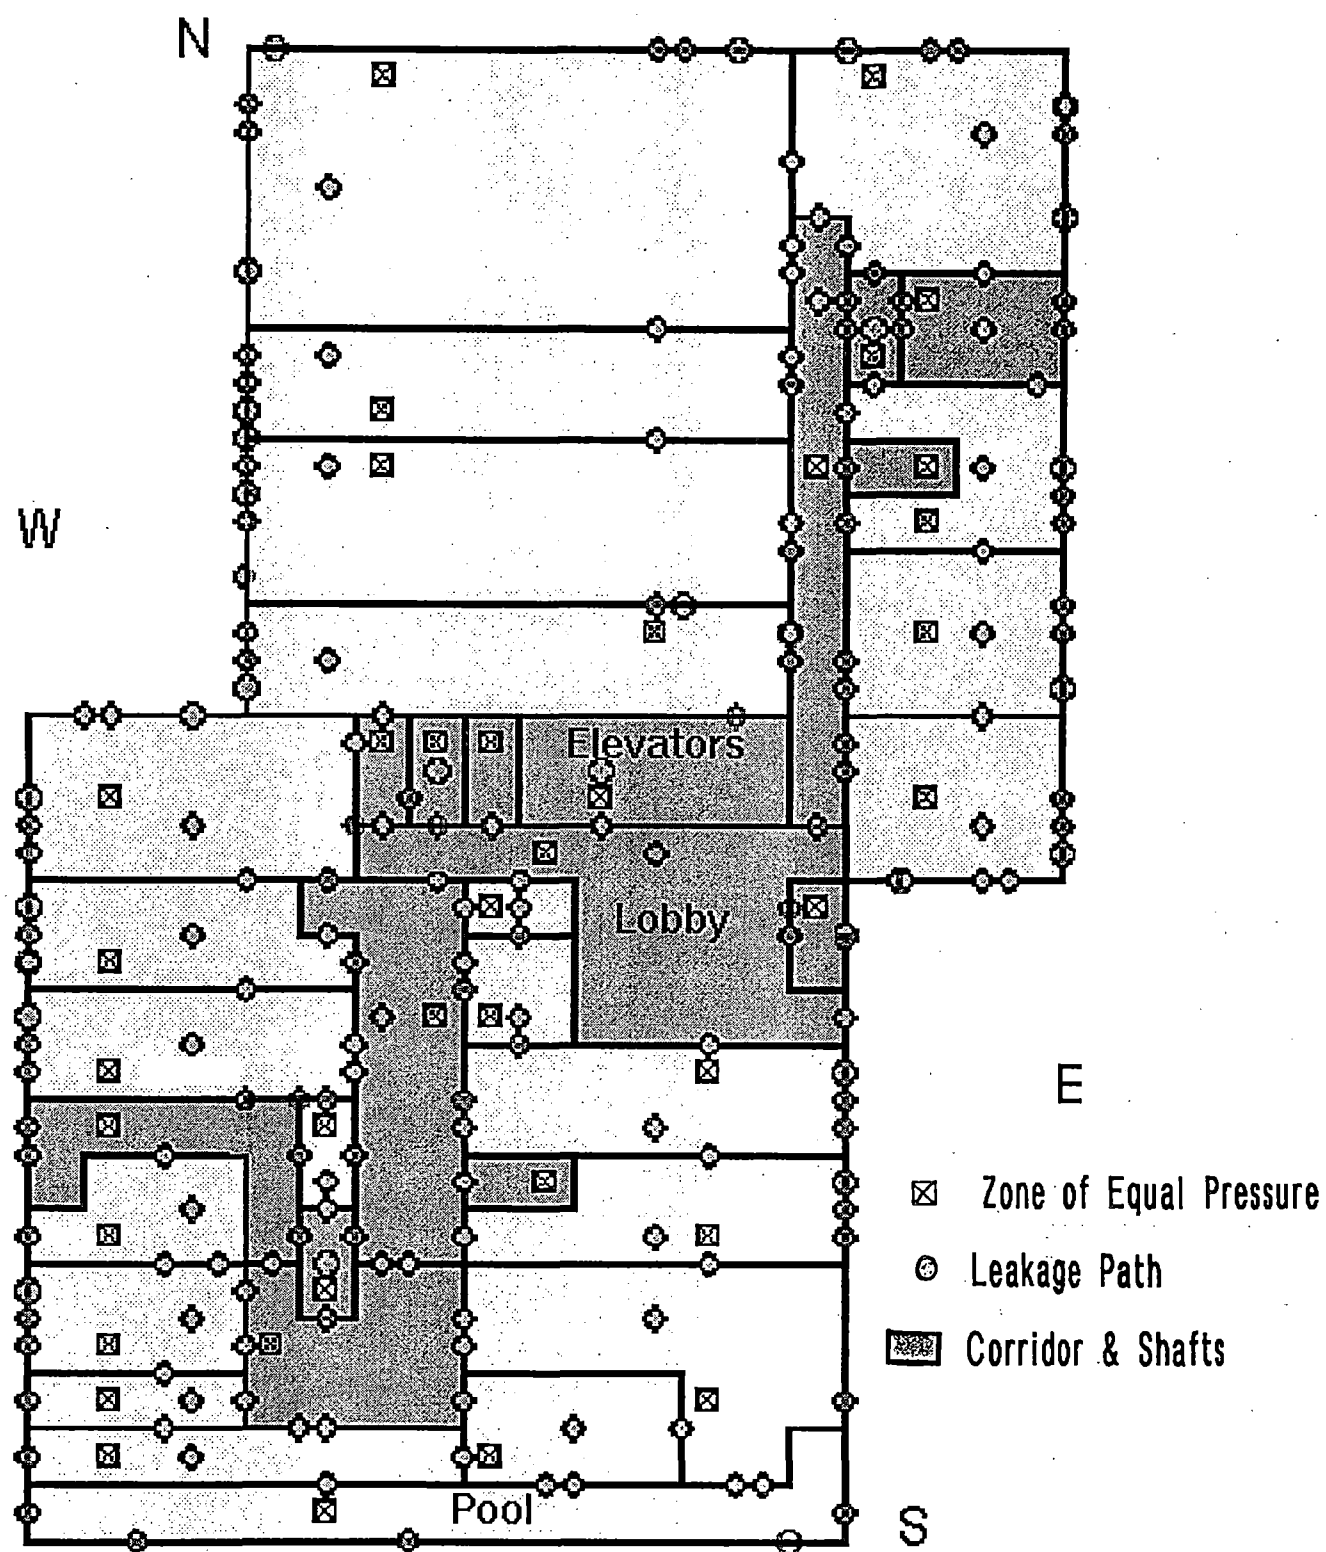 N
W
Elevators
Lobby
E
Zone of Equal Pressure
Leakage Path
Corridor & Shafts
Pool
S